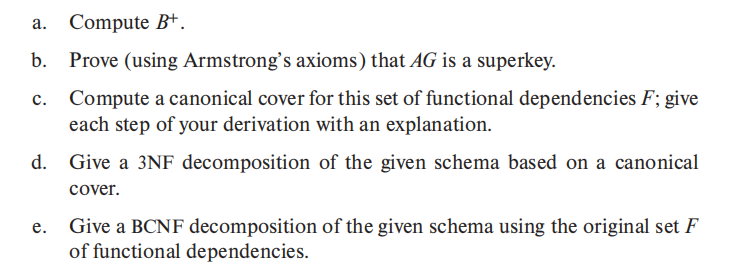 a. Compute B⁺.
b. Prove (using Armstrong's axioms) that AG is a superkey.
c. Compute a canonical cover for this set of functional dependencies F; give
each step of your derivation with an explanation.
d. Give a 3NF decomposition of the given schema based on a canonical
cover.
e. Give a BCNF decomposition of the given schema using the original set F
of functional dependencies.